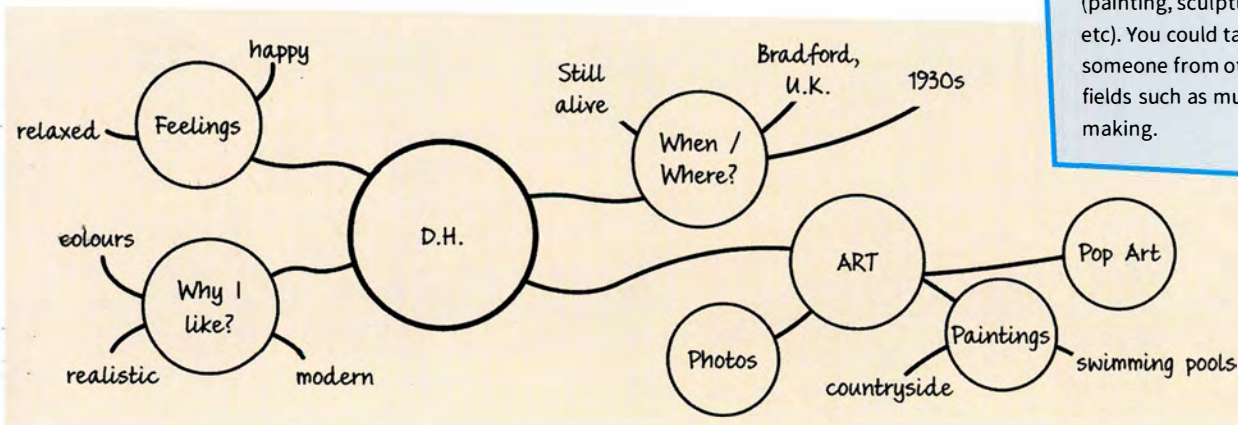 (painting, sculptu
etc). You could ta
someone from ot
fields such as mu
making.
happy
relaxed
Feelings
Still
alive
Bradford,
U.K.
1930s
When /
Where?
D.H.
colours
Why I
like?
realistic
modern
ART
Pop Art
Photos
Paintings
countryside
swimming pools